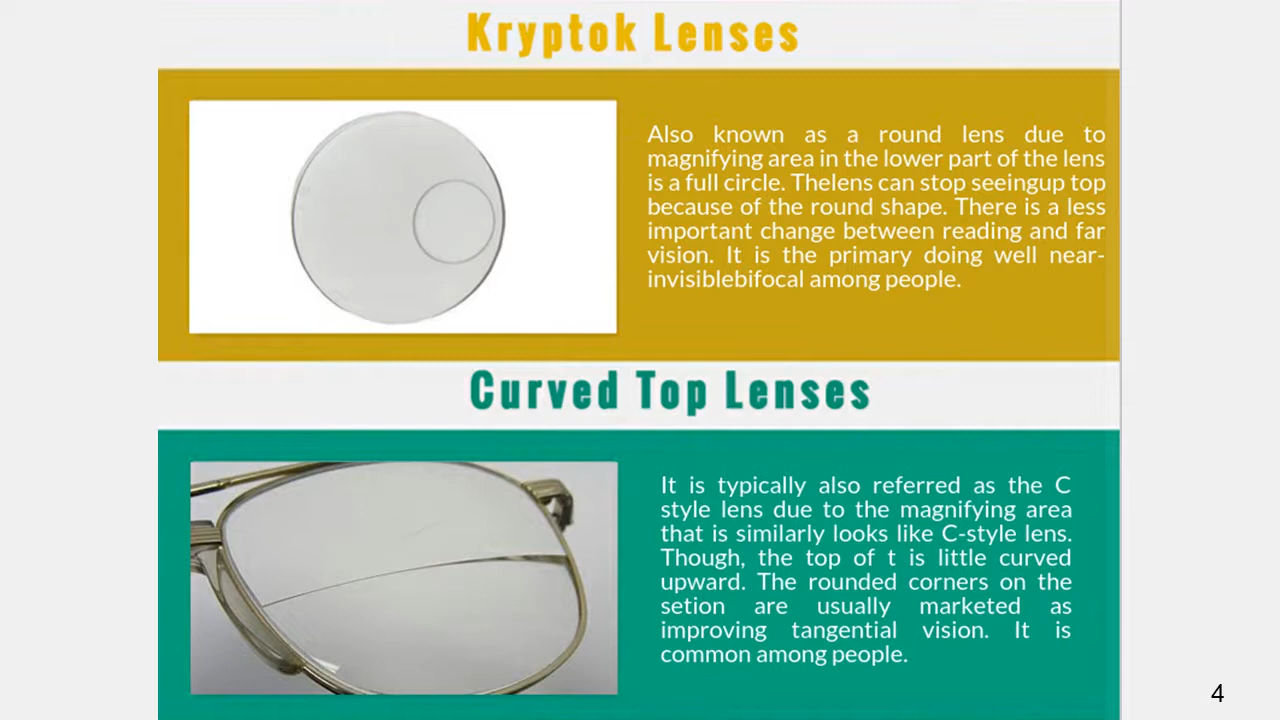 Kryptok Lenses
Also known as a round lens due to
magnifying area in the lower part of the lens
is a full circle. Thelens can stop seeingup top
because of the round shape. There is a less
important change between reading and far
vision. It is the primary doing well near-
invisiblebifocal among people.
Curved Top Lenses
It is typically also referred as the C
style lens due to the magnifying area
that is similarly looks like C-style lens.
Though, the top of t is little curved
upward. The rounded corners on the
setion are usually marketed as
improving tangential vision. It is
common among people.
4